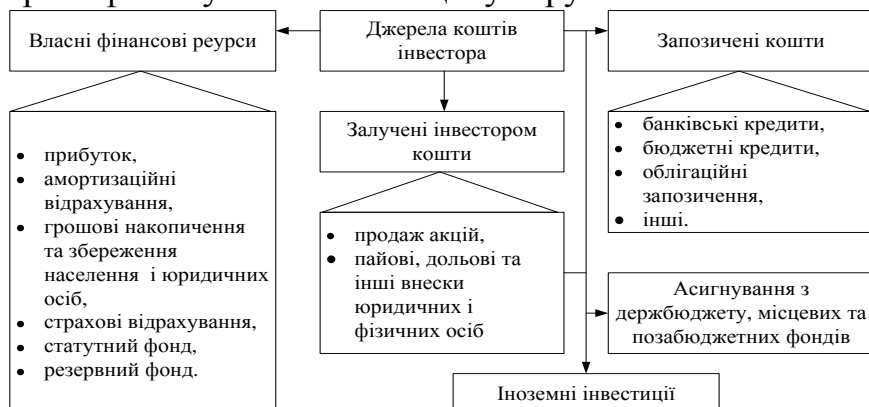 Власні фінансові реурси
Джерела коштів
інвестора
Запозичені кошти
• прибуток,
• амортизаційні
відрахування,
• грошові накопичення
та збереження
населення і юридичних
осіб,
• страхові відрахування,
• статутний фонд,
• резервний фонд.
Залучені інвестором
кошти
• продаж акцій,
• пайові, дольові та
інші внески
юридичних і
фізичних осіб
• банківські кредити,
• бюджетні кредити,
• облігаційні
запозичення,
• інші.
Асигнування з
держбюджету, місцевих та
позабюджетних фондів
Іноземні інвестиції